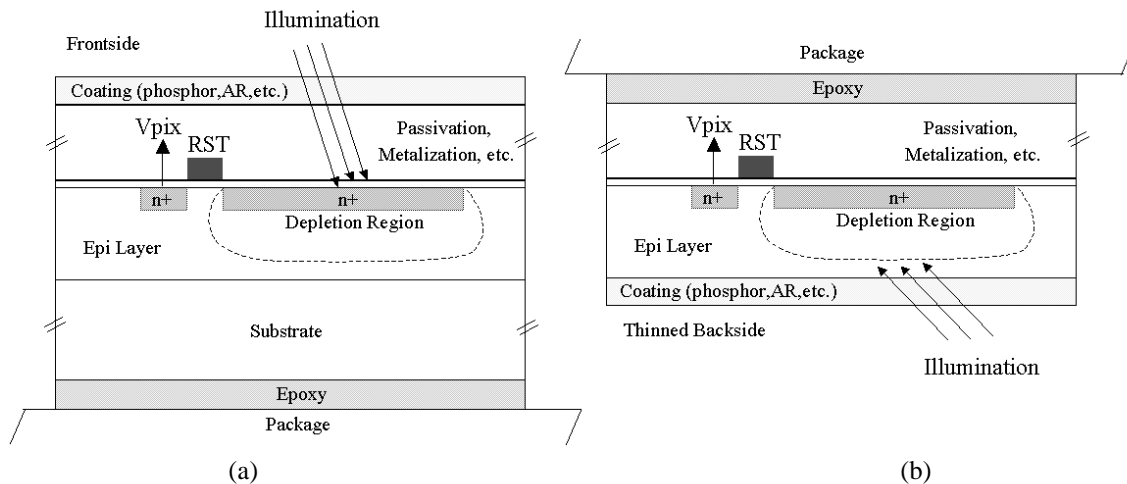 Illumination
Frontside
Coating (phosphor,AR,etc.)
Vpix
RST
Passivation,
Metalization, etc.
n+
n+
Depletion Region
Epi Layer
Substrate
Epoxy
Package
(a)
Package
Epoxy
Vpix
RST
Passivation,
Metalization, etc.
n+
n+
Depletion Region
Epi Layer
Coating (phosphor,AR,etc.)
Thinned Backside
Illumination
(b)